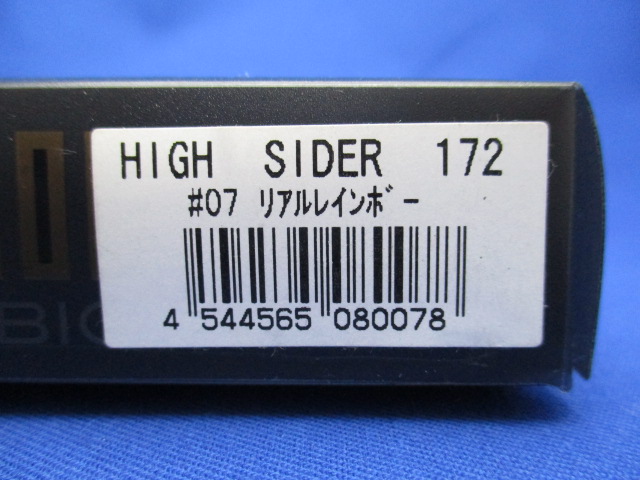 HIGH SIDER 172
#07 ﾘｱﾙﾚｲﾝﾎﾞｰ
4 544565 080078